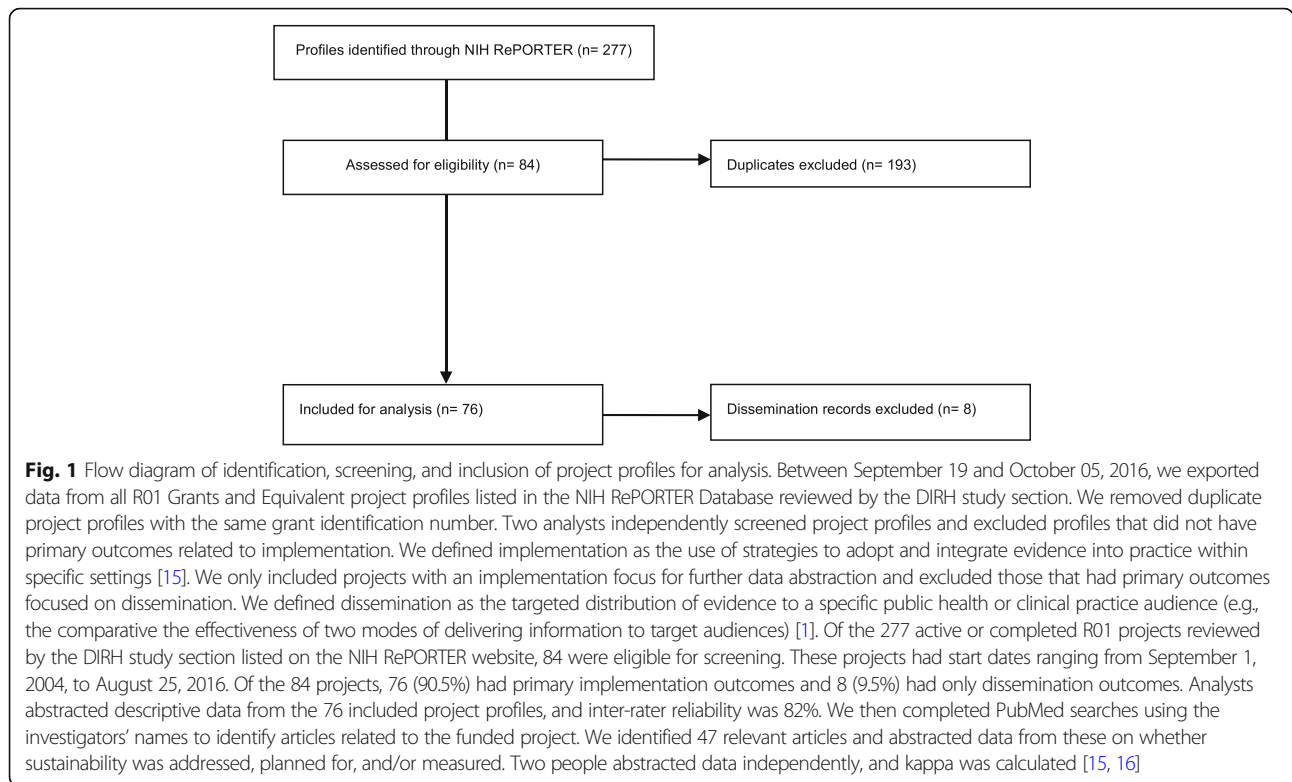 Profiles identified through NIH RePORTER (n= 277)
Assessed for eligibility (n= 84)
Duplicates excluded (n= 193)
Included for analysis (n= 76)
Dissemination records excluded (n= 8)
Fig. 1 Flow diagram of identification, screening, and inclusion of project profiles for analysis. Between September 19 and October 05, 2016, we exported
data from all R01 Grants and Equivalent project profiles listed in the NIH RePORTER Database reviewed by the DIRH study section. We removed duplicate
project profiles with the same grant identification number. Two analysts independently screened project profiles and excluded profiles that did not have
primary outcomes related to implementation. We defined implementation as the use of strategies to adopt and integrate evidence into practice within
specific settings [15]. We only included projects with an implementation focus for further data abstraction and excluded those that had primary outcomes
focused on dissemination. We defined dissemination as the targeted distribution of evidence to a specific public health or clinical practice audience (e.g.,
the comparative the effectiveness of two modes of delivering information to target audiences) [1]. Of the 277 active or completed R01 projects reviewed
by the DIRH study section listed on the NIH RePORTER website, 84 were eligible for screening. These projects had start dates ranging from September 1,
2004, to August 25, 2016. Of the 84 projects, 76 (90.5%) had primary implementation outcomes and 8 (9.5%) had only dissemination outcomes. Analysts
abstracted descriptive data from the 76 included project profiles, and inter-rater reliability was 82%. We then completed PubMed searches using the
investigators' names to identify articles related to the funded project. We identified 47 relevant articles and abstracted data from these on whether
sustainability was addressed, planned for, and/or measured. Two people abstracted data independently, and kappa was calculated [15, 16]